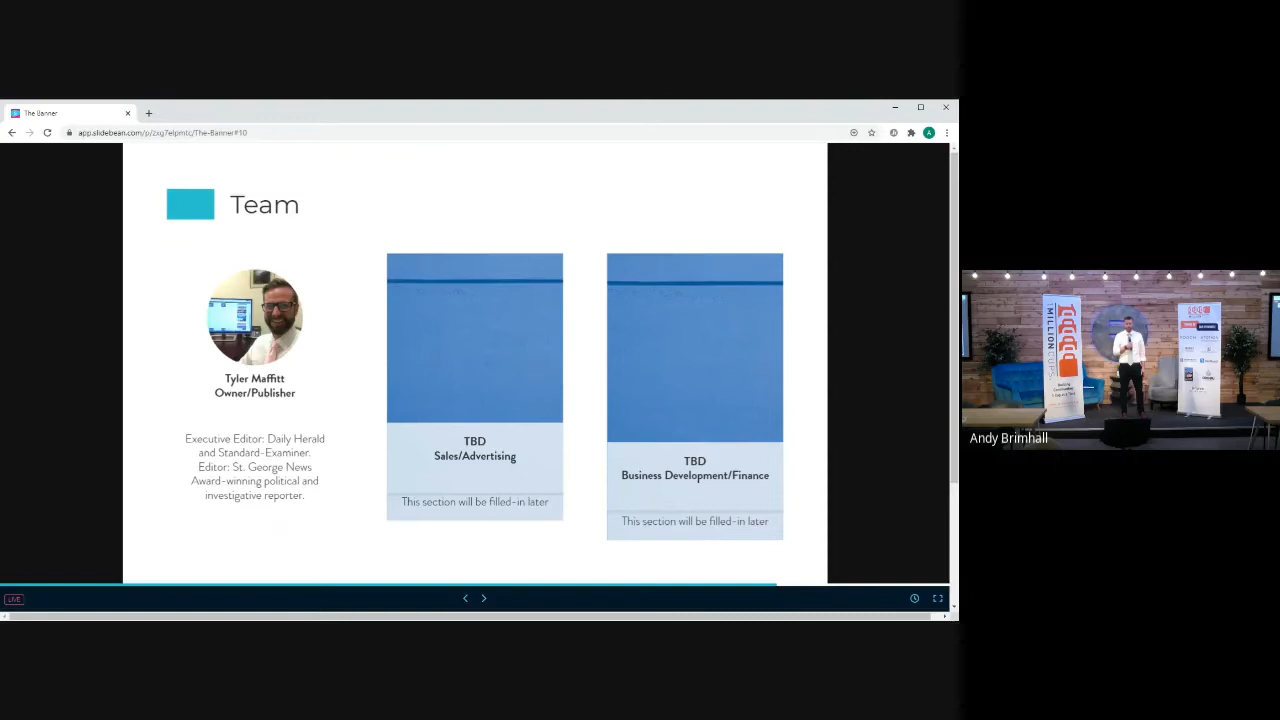 The Banner
app.slidebean.com/p/zxg7elpmtc/The-Banner#10
A
Team
Tyler Maffitt
Owner/Publisher
Executive Editor: Daily Herald
and Standard-Examiner.
Editor: St. George News
Award-winning political and
investigative reporter.
TBD
Sales/Advertising
This section will be filled-in later
TBD
Business Development/Finance
This section will be filled-in later
LIVE
1MILLIONCUPS
Andy Brimhall